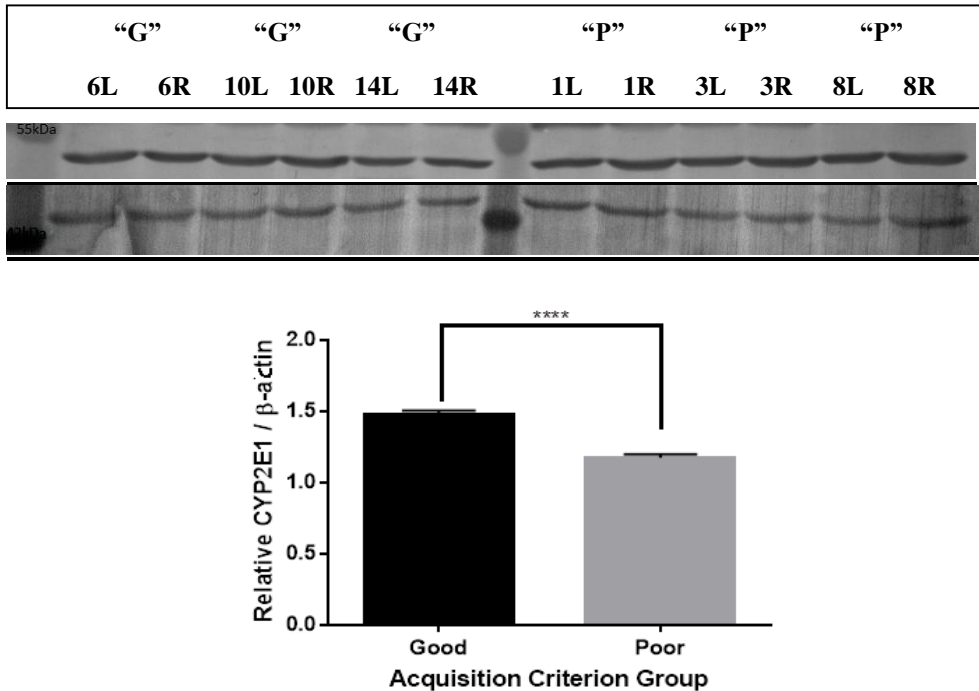 “G” “G” “G” “P” “P” “P”
6L 6R 10L 10R 14L 14R 1L 1R 3L 3R 8L 8R
55kDa
42kDa
****
2.0
1.5
1.0
0.5
0.0
Relative CYP2E1 / β-actin
Good Poor
Acquisition Criterion Group